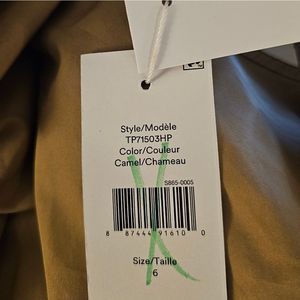 Style/Modèle
TP71503HP
Color/Couleur
Camel/Chameau
S865-0005
8 87444 91610 0
Size/Taille
6